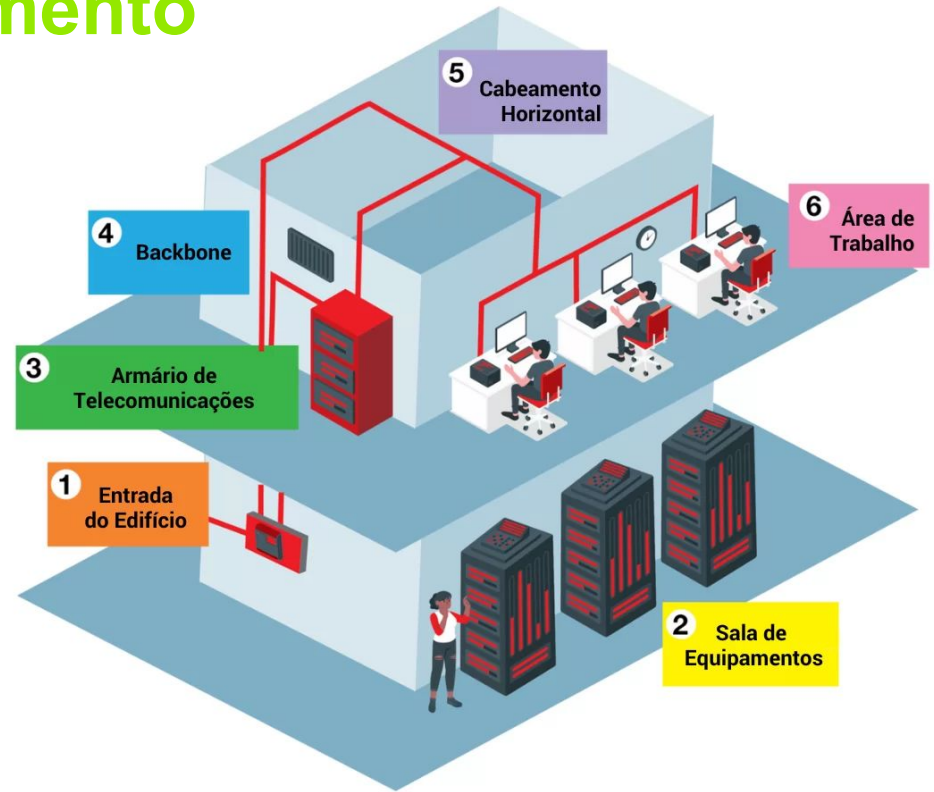 mento
5
Cabeamento
Horizontal
6
Área de
Trabalho
4
Backbone
3
Armário de
Telecomunicações
1
Entrada
do Edifício
2
Sala de
Equipamentos